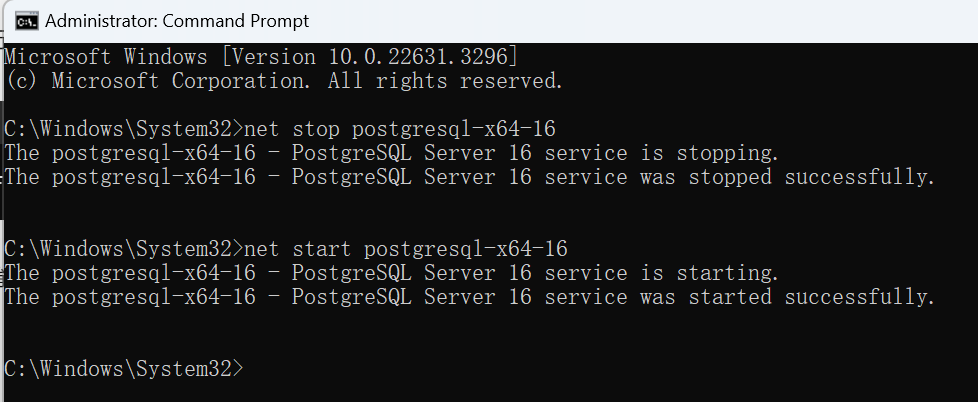 Administrator: Command Prompt
Microsoft Windows [Version 10.0.22631.3296]
(c) Microsoft Corporation. All rights reserved.
C:\Windows\System32>net stop postgresql-x64-16
The postgresql-x64-16 - PostgreSQL Server 16 service is stopping.
The postgresql-x64-16 - PostgreSQL Server 16 service was stopped successfully.
C:\Windows\System32>net start postgresql-x64-16
The postgresql-x64-16 - PostgreSQL Server 16 service is starting.
The postgresql-x64-16 - PostgreSQL Server 16 service was started successfully.
C:\Windows\System32>